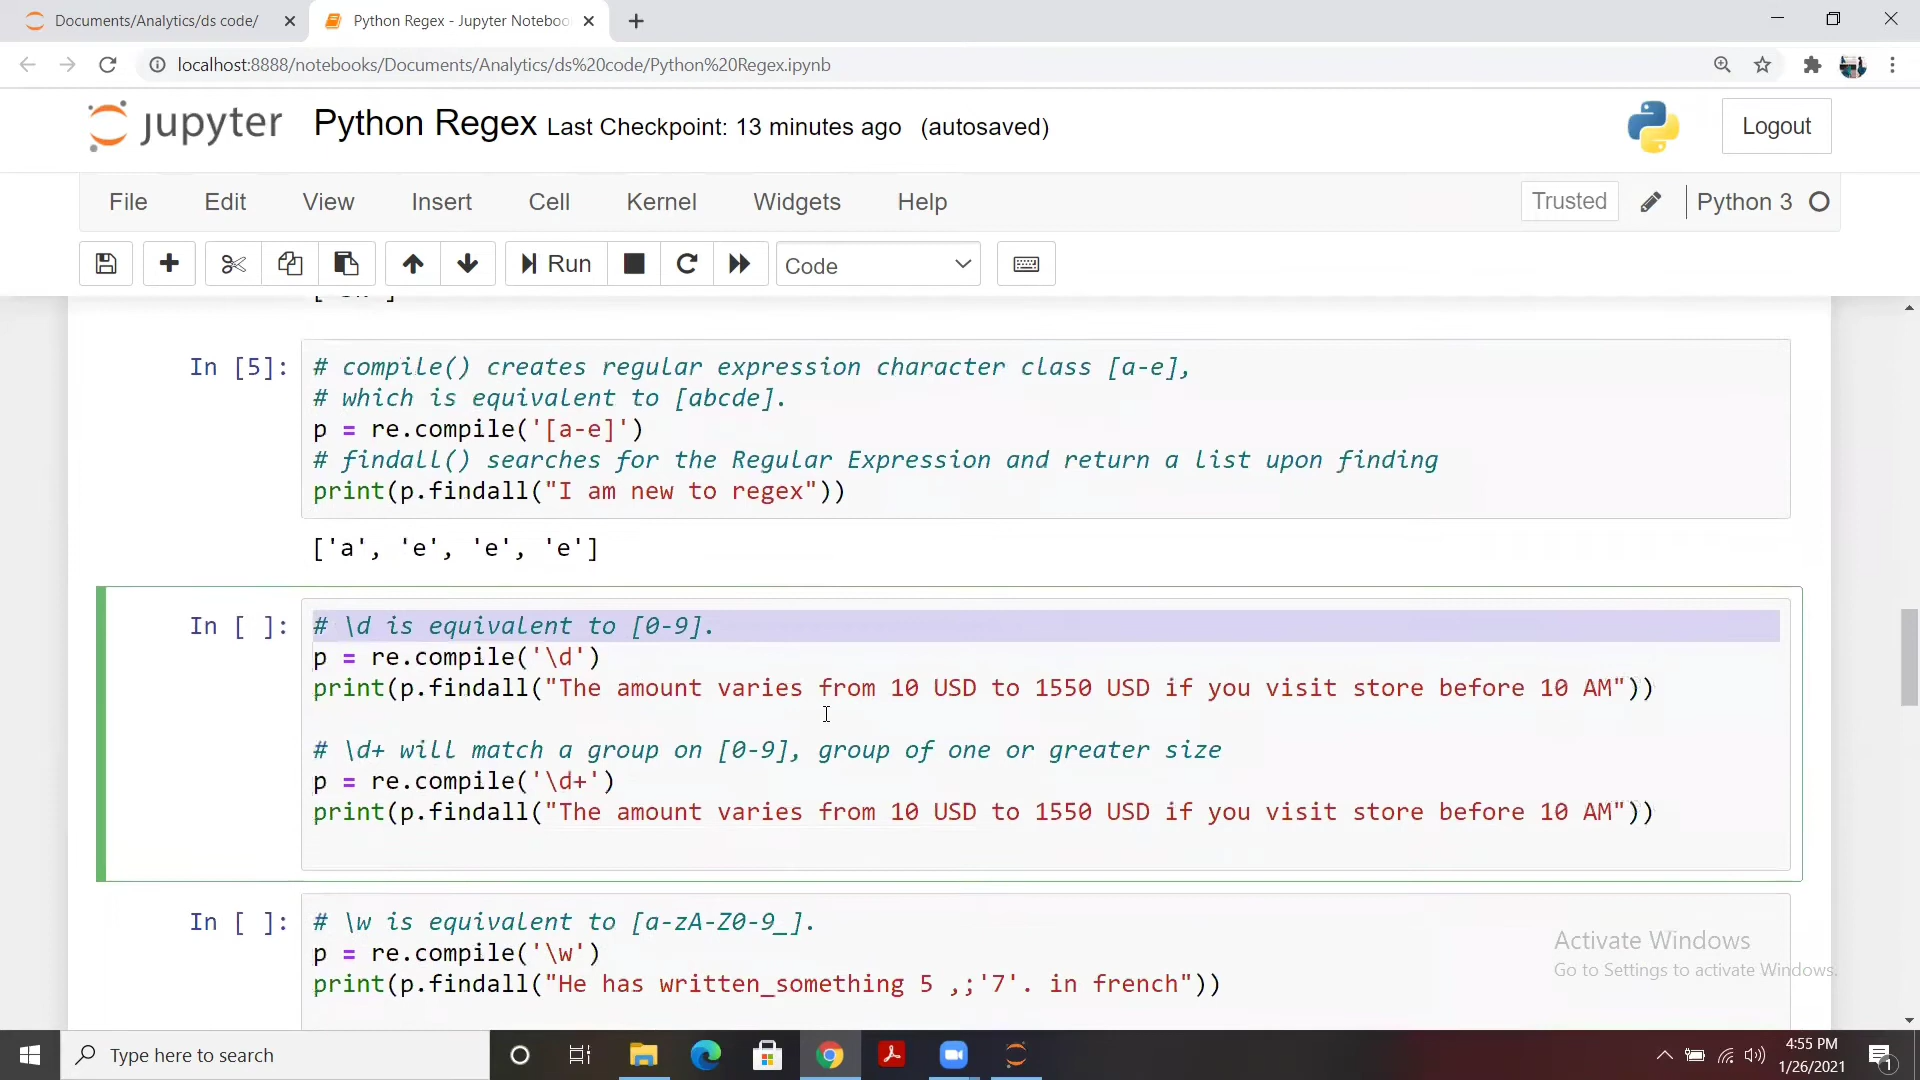 Documents/Analytics/ds code/
Python Regex - Jupyter Noteboo
localhost:8888/notebooks/Documents/Analytics/ds%20code/Python%20Regex.ipynb
jupyter Python Regex Last Checkpoint: 13 minutes ago (autosaved)
Logout
File Edit View Insert Cell Kernel Widgets Help Trusted Python 3
Run Code
In [5]: # compile() creates regular expression character class [a-e],
# which is equivalent to [abcde].
p = re.compile('[a-e]')
# findall() searches for the Regular Expression and return a list upon finding
print(p.findall("I am new to regex"))
['a', 'e', 'e', 'e']
In [ ]: # \d is equivalent to [0-9].
p = re.compile('\d')
print(p.findall("The amount varies from 10 USD to 1550 USD if you visit store before 10 AM"))
# \d+ will match a group on [0-9], group of one or greater size
p = re.compile('\d+')
print(p.findall("The amount varies from 10 USD to 1550 USD if you visit store before 10 AM"))
In [ ]: # \w is equivalent to [a-zA-Z0-9_].
p = re.compile('\w')
print(p.findall("He has written_something 5 ,;'7'. in french"))
Activate Windows
Go to Settings to activate Windows.
Type here to search
4:55 PM
1/26/2021
1